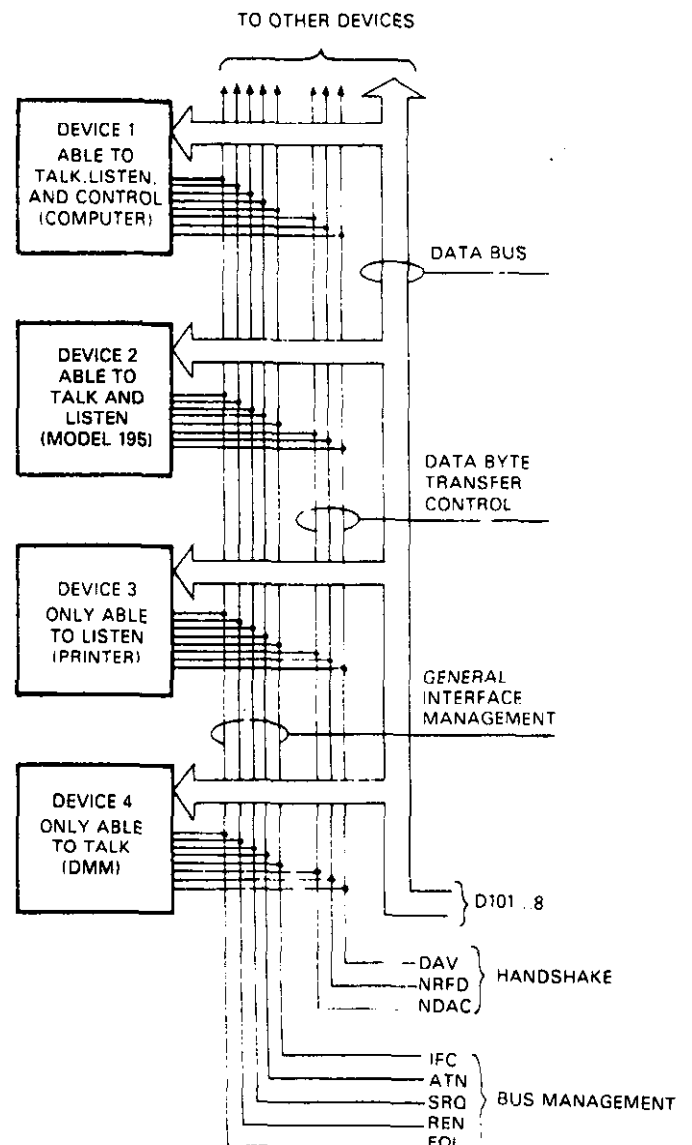 TO OTHER DEVICES
DEVICE 1
ABLE TO
TALK, LISTEN,
AND CONTROL
(COMPUTER)
DATA BUS
DEVICE 2
ABLE TO
TALK AND
LISTEN
(MODEL 195)
DATA BYTE
TRANSFER
CONTROL
DEVICE 3
ONLY ABLE
TO LISTEN
(PRINTER)
GENERAL
INTERFACE
MANAGEMENT
DEVICE 4
ONLY ABLE
TO TALK
(DMM)
D101...8
DAV
NRFD
NDAC
HANDSHAKE
IFC
ATN
SRQ
REN
EOI
BUS MANAGEMENT